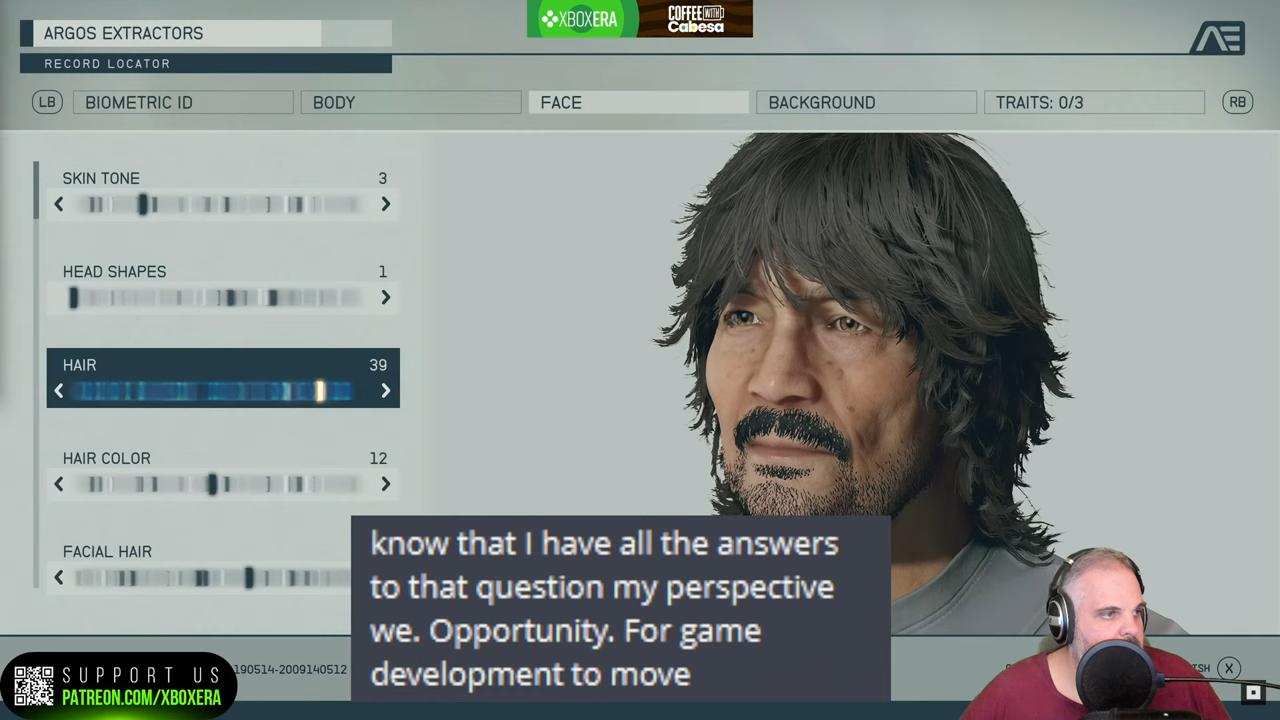 ARGOS EXTRACTORS
RECORD LOCATOR
XBOXERA
COFFEE WITH
Cabesa
AE
LB
BIOMETRIC ID
BODY
FACE
BACKGROUND
TRAITS: 0/3
RB
SKIN TONE 3
HEAD SHAPES 1
HAIR 39
HAIR COLOR 12
FACIAL HAIR
know that I have all the answers
to that question my perspective
we. Opportunity. For game
development to move
190514-2009140512
SUPPORT US
PATREON.COM/XBOXERA
X